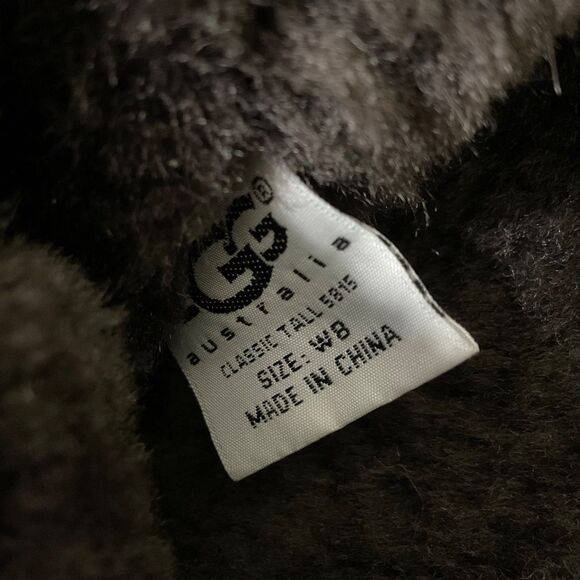 UGG®
australia
CLASSIC TALL 5815
SIZE: W8
MADE IN CHINA